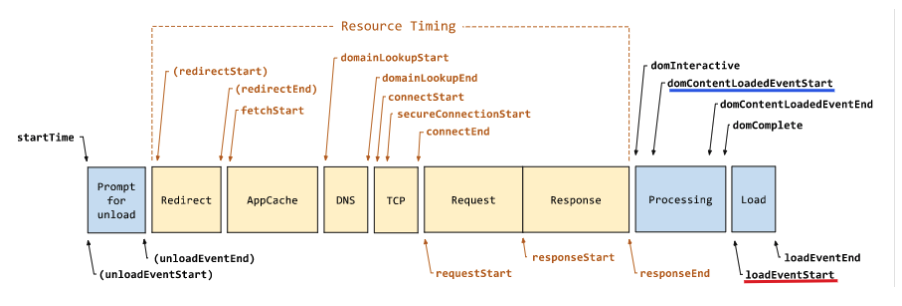 Resource Timing
domainLookupStart
(redirectStart)
domInteractive
domainLookupEnd
domContentLoadedEventStart
(redirectEnd)
connectStart
fetchStart
secureConnectionStart
domContentLoadedEventEnd
connectEnd
domComplete
startTime
Prompt
for
unload
Redirect
AppCache
DNS
TCP
Request
Response
Processing
Load
(unloadEventEnd)
responseStart
loadEventEnd
(unloadEventStart)
requestStart
responseEnd
loadEventStart